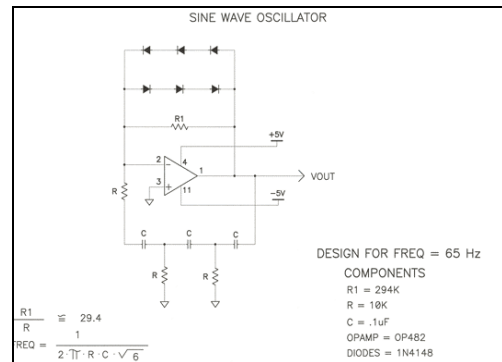 SINE WAVE OSCILLATOR
R1
+5V
2
4
1
3
11
VOUT
-5V
R
C C C
R R
DESIGN FOR FREQ = 65 Hz
COMPONENTS
R1 = 294K
R = 10K
C = .1uF
OPAMP = OP482
DIODES = 1N4148
R1
R
≅ 29.4
REQ =
1
2·π·R·C·√6